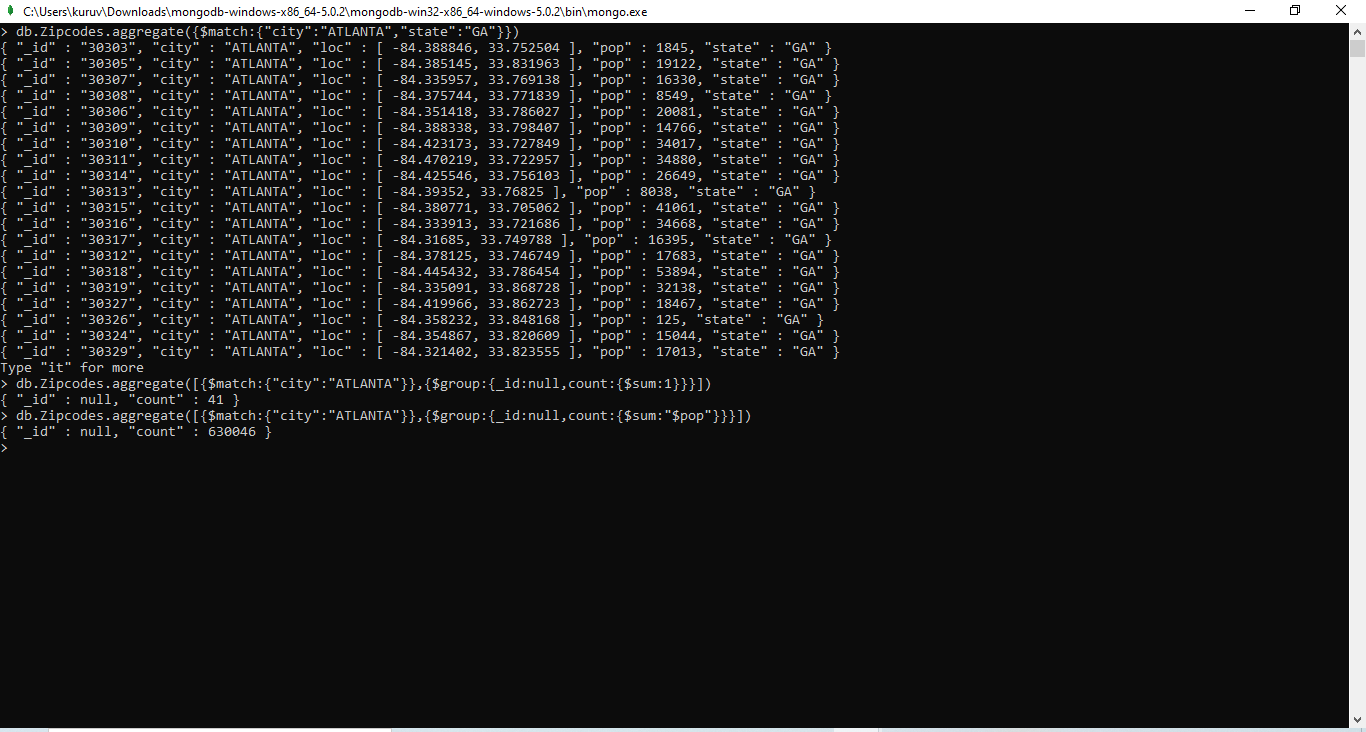 C:\Users\kuruv\Downloads\mongodb-windows-x86_64-5.0.2\mongodb-win32-x86_64-windows-5.0.2\bin\mongo.exe
> db.Zipcodes.aggregate({$match:{"city":"ATLANTA","state":"GA"}})
{ "_id" : "30303", "city" : "ATLANTA", "loc" : [ -84.388846, 33.752504 ], "pop" : 1845, "state" : "GA" }
{ "_id" : "30305", "city" : "ATLANTA", "loc" : [ -84.385145, 33.831963 ], "pop" : 19122, "state" : "GA" }
{ "_id" : "30307", "city" : "ATLANTA", "loc" : [ -84.335957, 33.769138 ], "pop" : 16330, "state" : "GA" }
{ "_id" : "30308", "city" : "ATLANTA", "loc" : [ -84.375744, 33.771839 ], "pop" : 8549, "state" : "GA" }
{ "_id" : "30306", "city" : "ATLANTA", "loc" : [ -84.351418, 33.786027 ], "pop" : 20081, "state" : "GA" }
{ "_id" : "30309", "city" : "ATLANTA", "loc" : [ -84.388338, 33.798407 ], "pop" : 14766, "state" : "GA" }
{ "_id" : "30310", "city" : "ATLANTA", "loc" : [ -84.423173, 33.727849 ], "pop" : 34017, "state" : "GA" }
{ "_id" : "30311", "city" : "ATLANTA", "loc" : [ -84.470219, 33.722957 ], "pop" : 34880, "state" : "GA" }
{ "_id" : "30314", "city" : "ATLANTA", "loc" : [ -84.425546, 33.756103 ], "pop" : 26649, "state" : "GA" }
{ "_id" : "30313", "city" : "ATLANTA", "loc" : [ -84.39352, 33.76825 ], "pop" : 8038, "state" : "GA" }
{ "_id" : "30315", "city" : "ATLANTA", "loc" : [ -84.380771, 33.705062 ], "pop" : 41061, "state" : "GA" }
{ "_id" : "30316", "city" : "ATLANTA", "loc" : [ -84.333913, 33.721686 ], "pop" : 34668, "state" : "GA" }
{ "_id" : "30317", "city" : "ATLANTA", "loc" : [ -84.31685, 33.749788 ], "pop" : 16395, "state" : "GA" }
{ "_id" : "30312", "city" : "ATLANTA", "loc" : [ -84.378125, 33.746749 ], "pop" : 17683, "state" : "GA" }
{ "_id" : "30318", "city" : "ATLANTA", "loc" : [ -84.445432, 33.786454 ], "pop" : 53894, "state" : "GA" }
{ "_id" : "30319", "city" : "ATLANTA", "loc" : [ -84.335091, 33.868728 ], "pop" : 32138, "state" : "GA" }
{ "_id" : "30327", "city" : "ATLANTA", "loc" : [ -84.419966, 33.862723 ], "pop" : 18467, "state" : "GA" }
{ "_id" : "30326", "city" : "ATLANTA", "loc" : [ -84.358232, 33.848168 ], "pop" : 125, "state" : "GA" }
{ "_id" : "30324", "city" : "ATLANTA", "loc" : [ -84.354867, 33.820609 ], "pop" : 15044, "state" : "GA" }
{ "_id" : "30329", "city" : "ATLANTA", "loc" : [ -84.321402, 33.823555 ], "pop" : 17013, "state" : "GA" }
Type "it" for more
> db.Zipcodes.aggregate([{$match:{"city":"ATLANTA"}},{$group:{_id:null,count:{$sum:1}}}])
{ "_id" : null, "count" : 41 }
> db.Zipcodes.aggregate([{$match:{"city":"ATLANTA"}},{$group:{_id:null,count:{$sum:"$pop"}}}])
{ "_id" : null, "count" : 630046 }
>